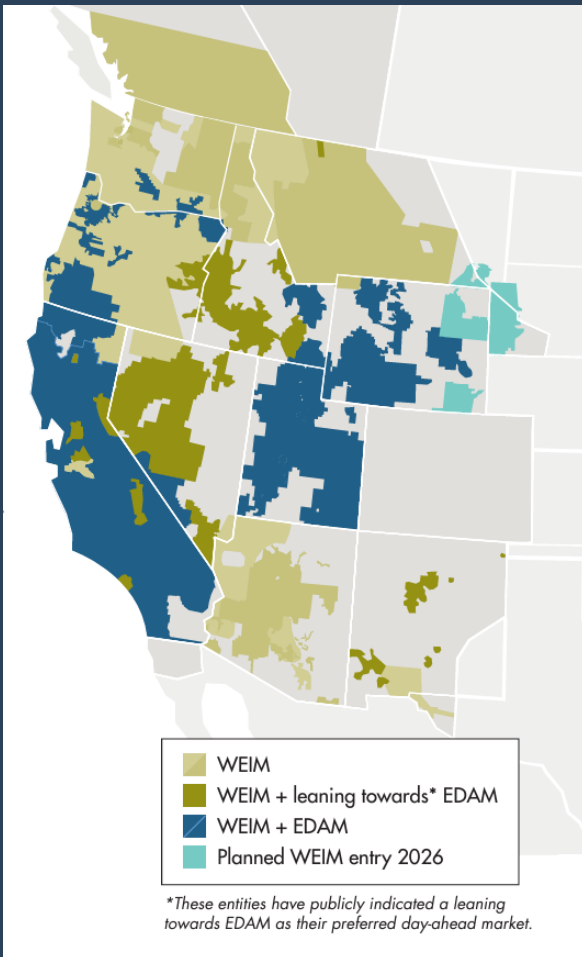 WEIM
WEIM + leaning towards* EDAM
WEIM + EDAM
Planned WEIM entry 2026
*These entities have publicly indicated a leaning
towards EDAM as their preferred day-ahead market.